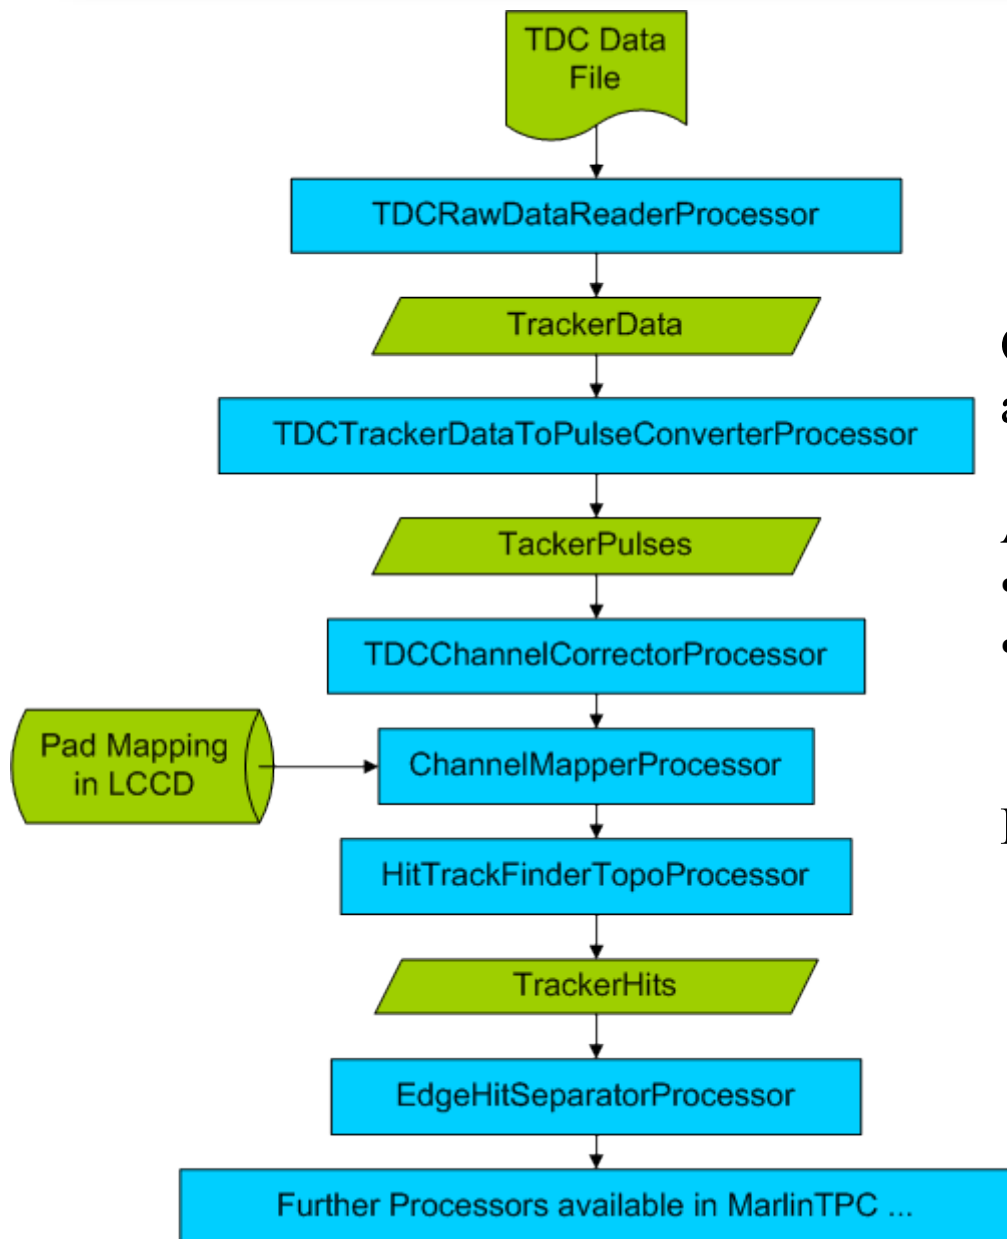 TDC Data
File
TDCRawDataReaderProcessor
TrackerData
TDCTrackerDataToPulseConverterProcessor
TackerPulses
TDCChannelCorrectorProcessor
Pad Mapping
in LCCD
ChannelMapperProcessor
HitTrackFinderTopoProcessor
TrackerHits
EdgeHitSeparatorProcessor
Further Processors available in MarlinTPC ...